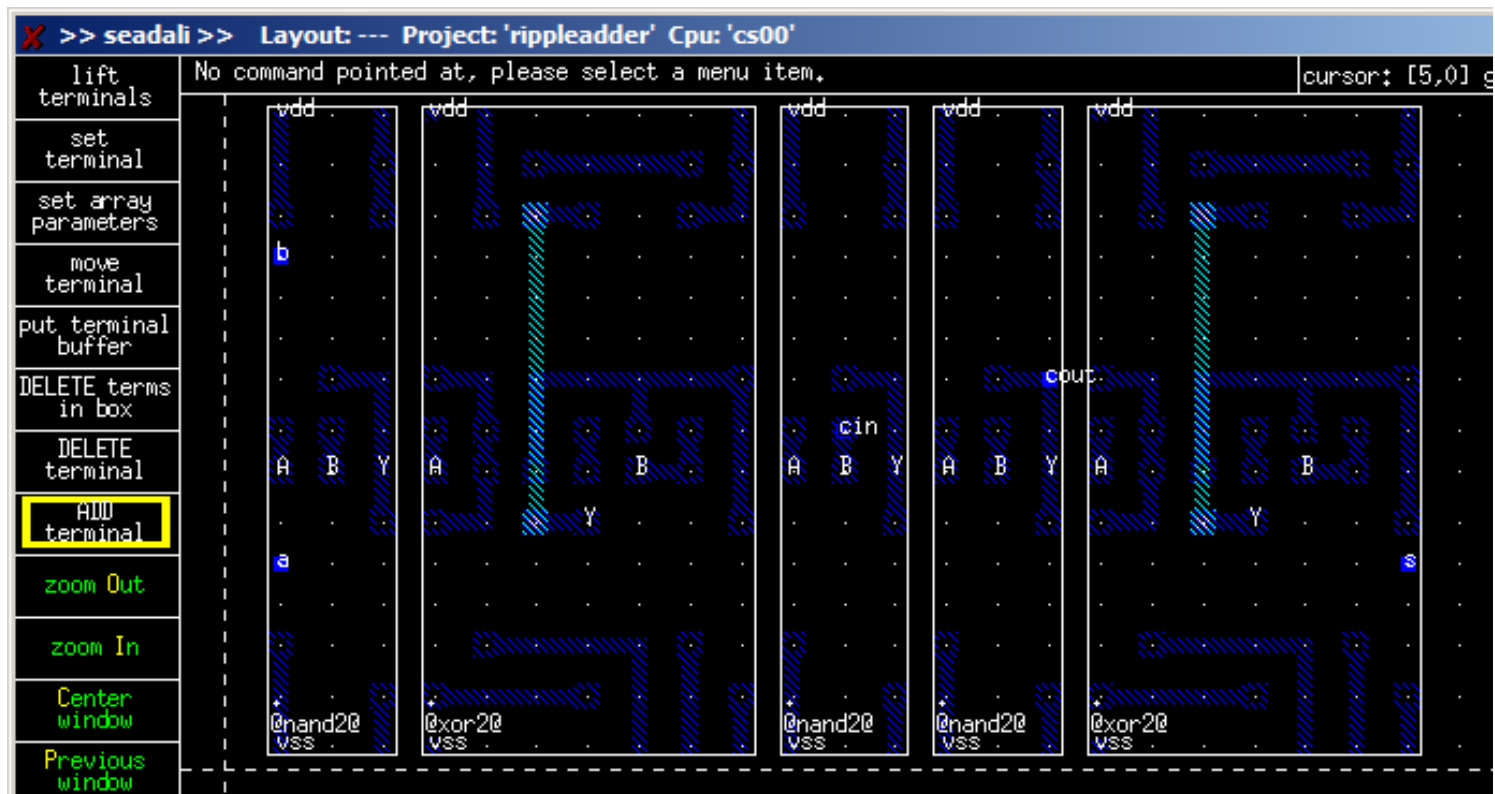 X >> seadali >> Layout: --- Project: 'rippleadder' Cpu: 'cs00'
No command pointed at, please select a menu item.
cursor: [5,0] g
lift
terminals
set
terminal
set array
parameters
move
terminal
put terminal
buffer
DELETE terms
in box
DELETE
terminal
ADD
terminal
zoom Out
zoom In
Center
window
Previous
window
vdd vdd vdd vdd vdd
b
cout
cin
A B Y A B A B Y A B Y A B
Y Y
a s
@nand2@ @xor2@ @nand2@ @nand2@ @xor2@
vss vss vss vss vss